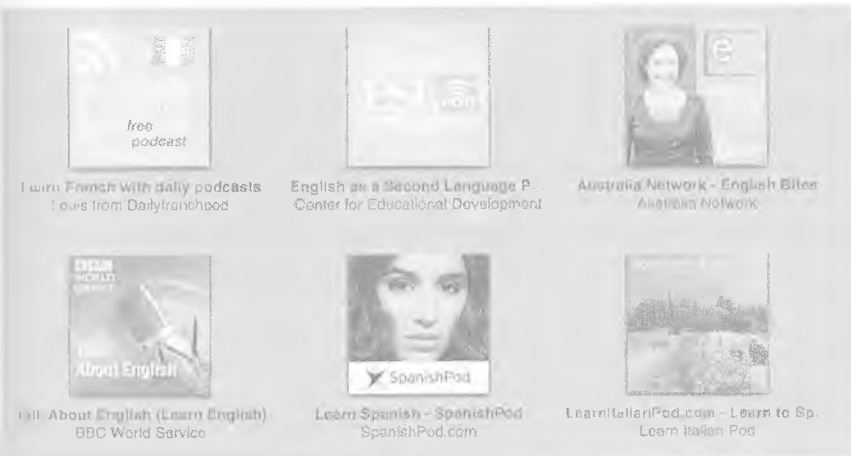 free
podcast
e
French with daily podcasts
Louis from Dailyfrenchpod
English as a Second Language P...
Center for Educational Development
Australia Network - English Bites
Australia Network
BBC
WORLD
SERVICE
About English
SpanishPod
About English (Learn English)
BBC World Service
Learn Spanish - SpanishPod
SpanishPod.com
LearnItalianPod.com - Learn to Sp...
Learn Italian Pod